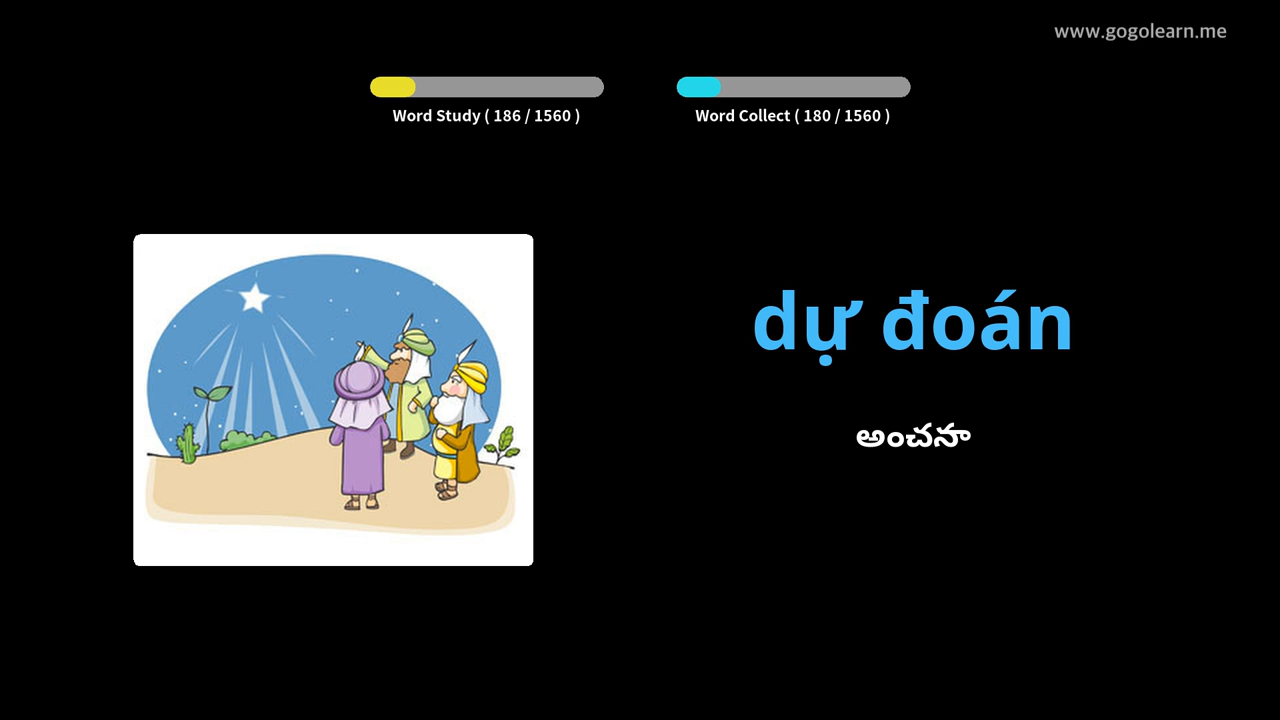 www.gogolearn.me
Word Study ( 186 / 1560 )
Word Collect ( 180 / 1560 )
dự đoán
అంచనా